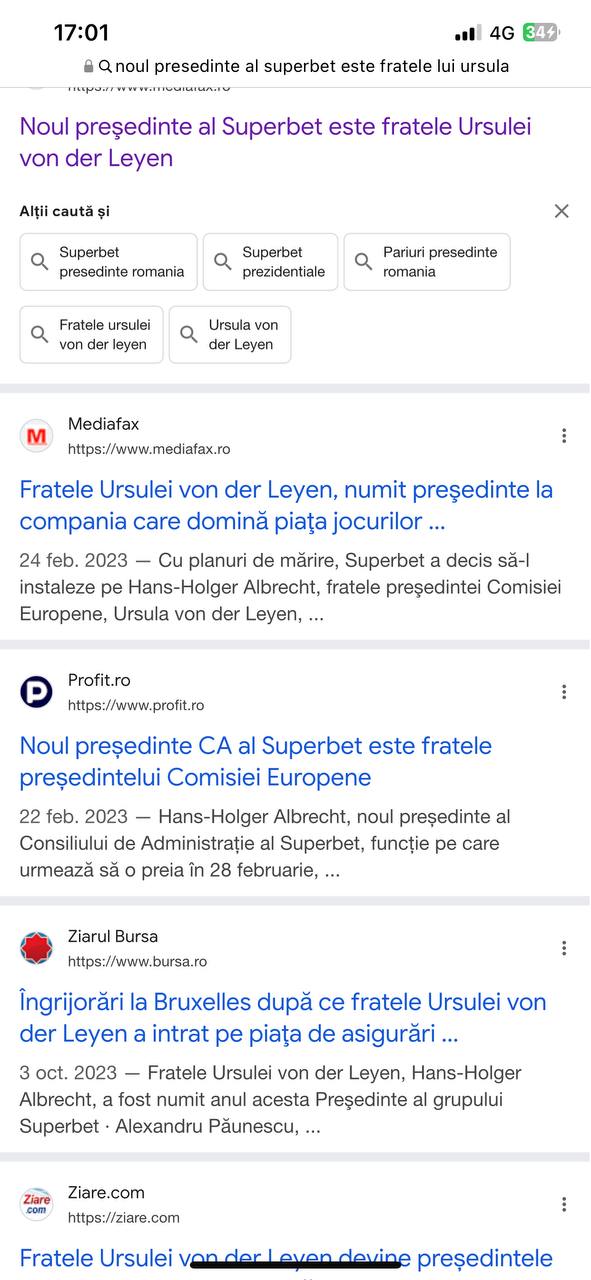 17:01
4G 34
noul presedinte al superbet este fratele lui ursula
https://www.mediafax.ro
Noul preşedinte al Superbet este fratele Ursulei
von der Leyen
Alții caută și
Superbet
presedinte romania
Superbet
prezidentiale
Pariuri presedinte
romania
Fratele ursulei
von der leyen
Ursula von
der Leyen
Mediafax
https://www.mediafax.ro
Fratele Ursulei von der Leyen, numit preşedinte la
compania care domină piaţa jocurilor ...
24 feb. 2023 — Cu planuri de mărire, Superbet a decis să-l
instaleze pe Hans-Holger Albrecht, fratele preşedintei Comisiei
Europene, Ursula von der Leyen, ...
Profit.ro
https://www.profit.ro
Noul președinte CA al Superbet este fratele
președintelui Comisiei Europene
22 feb. 2023 — Hans-Holger Albrecht, noul președinte al
Consiliului de Administrație al Superbet, funcție pe care
urmează să o preia în 28 februarie, ...
Ziarul Bursa
https://www.bursa.ro
Îngrijorări la Bruxelles după ce fratele Ursulei von
der Leyen a intrat pe piaţa de asigurări ...
3 oct. 2023 — Fratele Ursulei von der Leyen, Hans-Holger
Albrecht, a fost numit anul acesta Preşedinte al grupului
Superbet · Alexandru Păunescu, ...
Ziare
.com
Ziare.com
https://ziare.com
Fratele Ursulei von der Leyen devine președintele